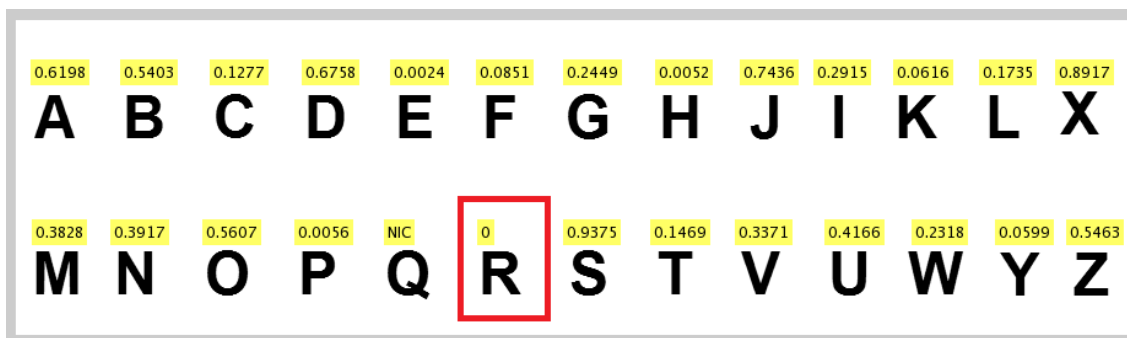 0.6198 0.5403 0.1277 0.6758 0.0024 0.0851 0.2449 0.0052 0.7436 0.2915 0.0616 0.1735 0.8917
A B C D E F G H J I K L X
0.3828 0.3917 0.5607 0.0056 NIC 0 0.9375 0.1469 0.3371 0.4166 0.2318 0.0599 0.5463
M N O P Q R S T V U W Y Z